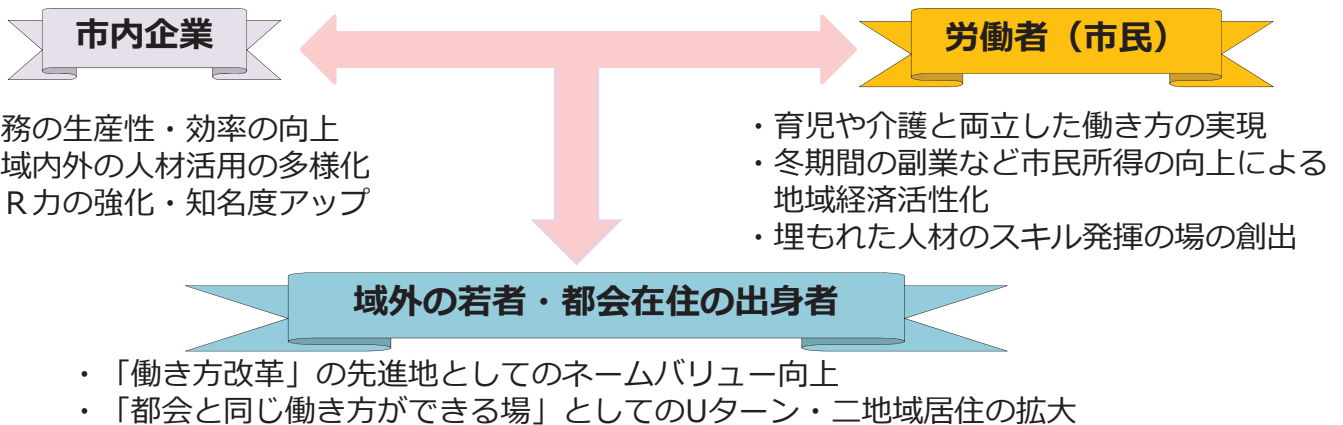 市内企業
務の生産性・効率の向上
域内外の人材活用の多様化
Ｒ力の強化・知名度アップ
労働者（市民）
・育児や介護と両立した働き方の実現
・冬期間の副業など市民所得の向上による
地域経済活性化
・埋もれた人材のスキル発揮の場の創出
域外の若者・都会在住の出身者
・「働き方改革」の先進地としてのネームバリュー向上
・「都会と同じ働き方ができる場」としてのUターン・二地域居住の拡大